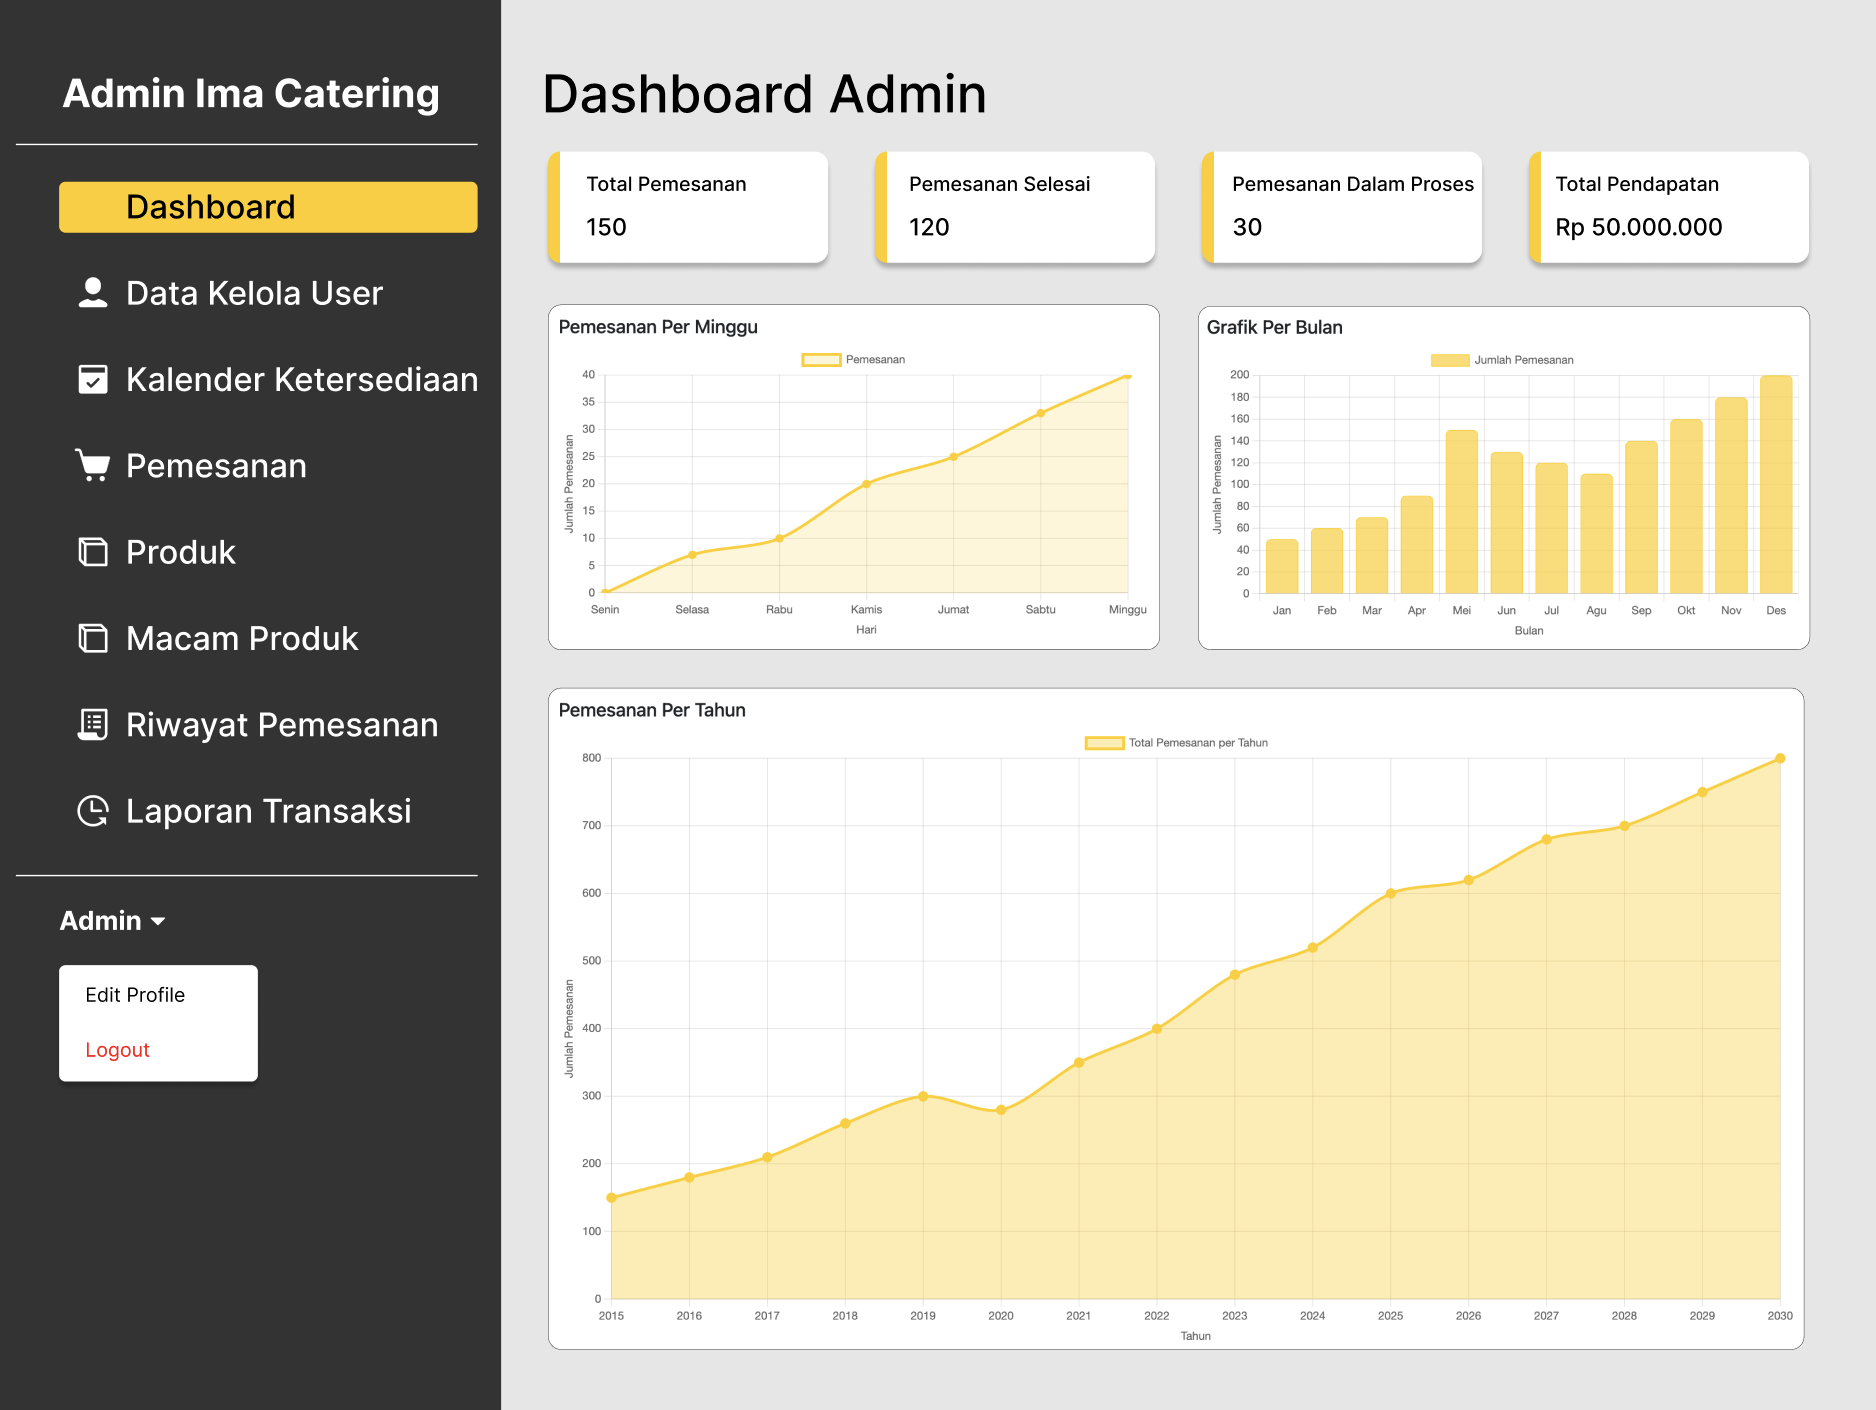 Admin Ima Catering
Dashboard
Data Kelola User
Kalender Ketersediaan
Pemesanan
Produk
Macam Produk
Riwayat Pemesanan
Laporan Transaksi
Admin
Edit Profile
Logout
Dashboard Admin
Total Pemesanan
150
Pemesanan Selesai
120
Pemesanan Dalam Proses
30
Total Pendapatan
Rp 50.000.000
Pemesanan Per Minggu
Pemesanan
Jumlah Pemesanan
40
35
30
25
20
15
10
5
0
Senin Selasa Rabu Kamis Jumat Sabtu Minggu
Hari
Grafik Per Bulan
Jumlah Pemesanan
Jumlah Pemesanan
200
180
160
140
120
100
80
60
40
20
0
Jan Feb Mar Apr Mei Jun Jul Agu Sep Okt Nov Des
Bulan
Pemesanan Per Tahun
Total Pemesanan per Tahun
Jumlah Pemesanan
800
700
600
500
400
300
200
100
0
2015 2016 2017 2018 2019 2020 2021 2022 2023 2024 2025 2026 2027 2028 2029 2030
Tahun